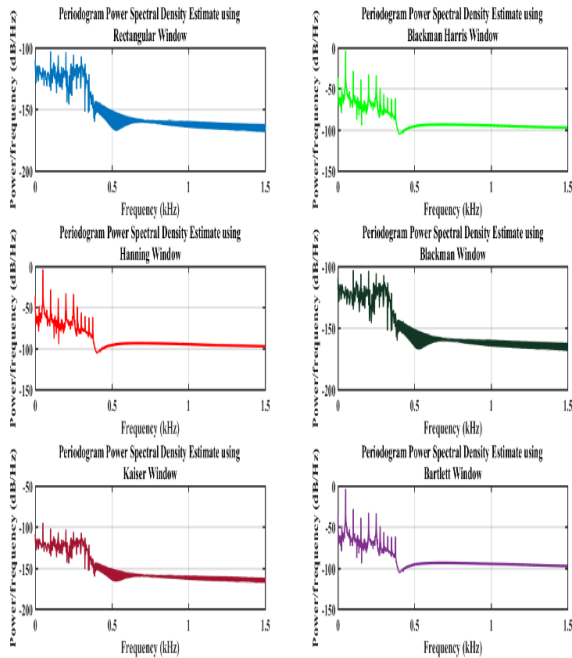 Periodogram Power Spectral Density Estimate using
Rectangular Window
Power/frequency (dB/Hz)
-100
-150
-200
0
0.5
1
1.5
Frequency (kHz)
Periodogram Power Spectral Density Estimate using
Blackman Harris Window
Power/frequency (dB/Hz)
0
-50
-100
-150
0
0.5
1
1.5
Frequency (kHz)
Periodogram Power Spectral Density Estimate using
Hanning Window
Power/frequency (dB/Hz)
0
-50
-100
-150
0
0.5
1
1.5
Frequency (kHz)
Periodogram Power Spectral Density Estimate using
Blackman Window
Power/frequency (dB/Hz)
-100
-150
-200
0
0.5
1
1.5
Frequency (kHz)
Periodogram Power Spectral Density Estimate using
Kaiser Window
Power/frequency (dB/Hz)
-50
-100
-150
-200
0
0.5
1
1.5
Frequency (kHz)
Periodogram Power Spectral Density Estimate using
Bartlett Window
Power/frequency (dB/Hz)
0
-50
-100
-150
0
0.5
1
1.5
Frequency (kHz)